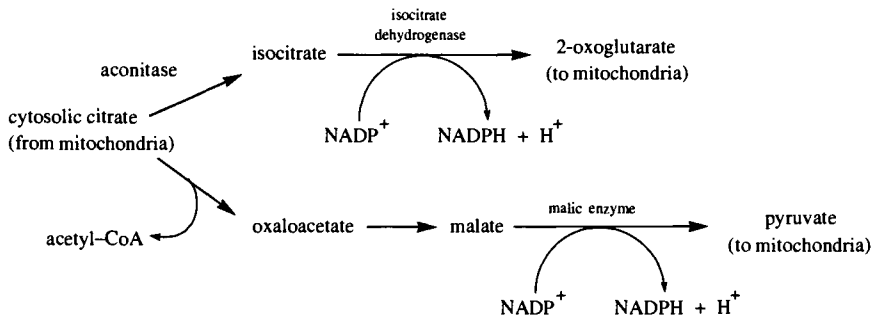 isocitrate
dehydrogenase
isocitrate
2-oxoglutarate
(to mitochondria)
aconitase
NADP+
NADPH + H+
cytosolic citrate
(from mitochondria)
acetyl–CoA
oxaloacetate
malate
malic enzyme
pyruvate
(to mitochondria)
NADP+
NADPH + H+